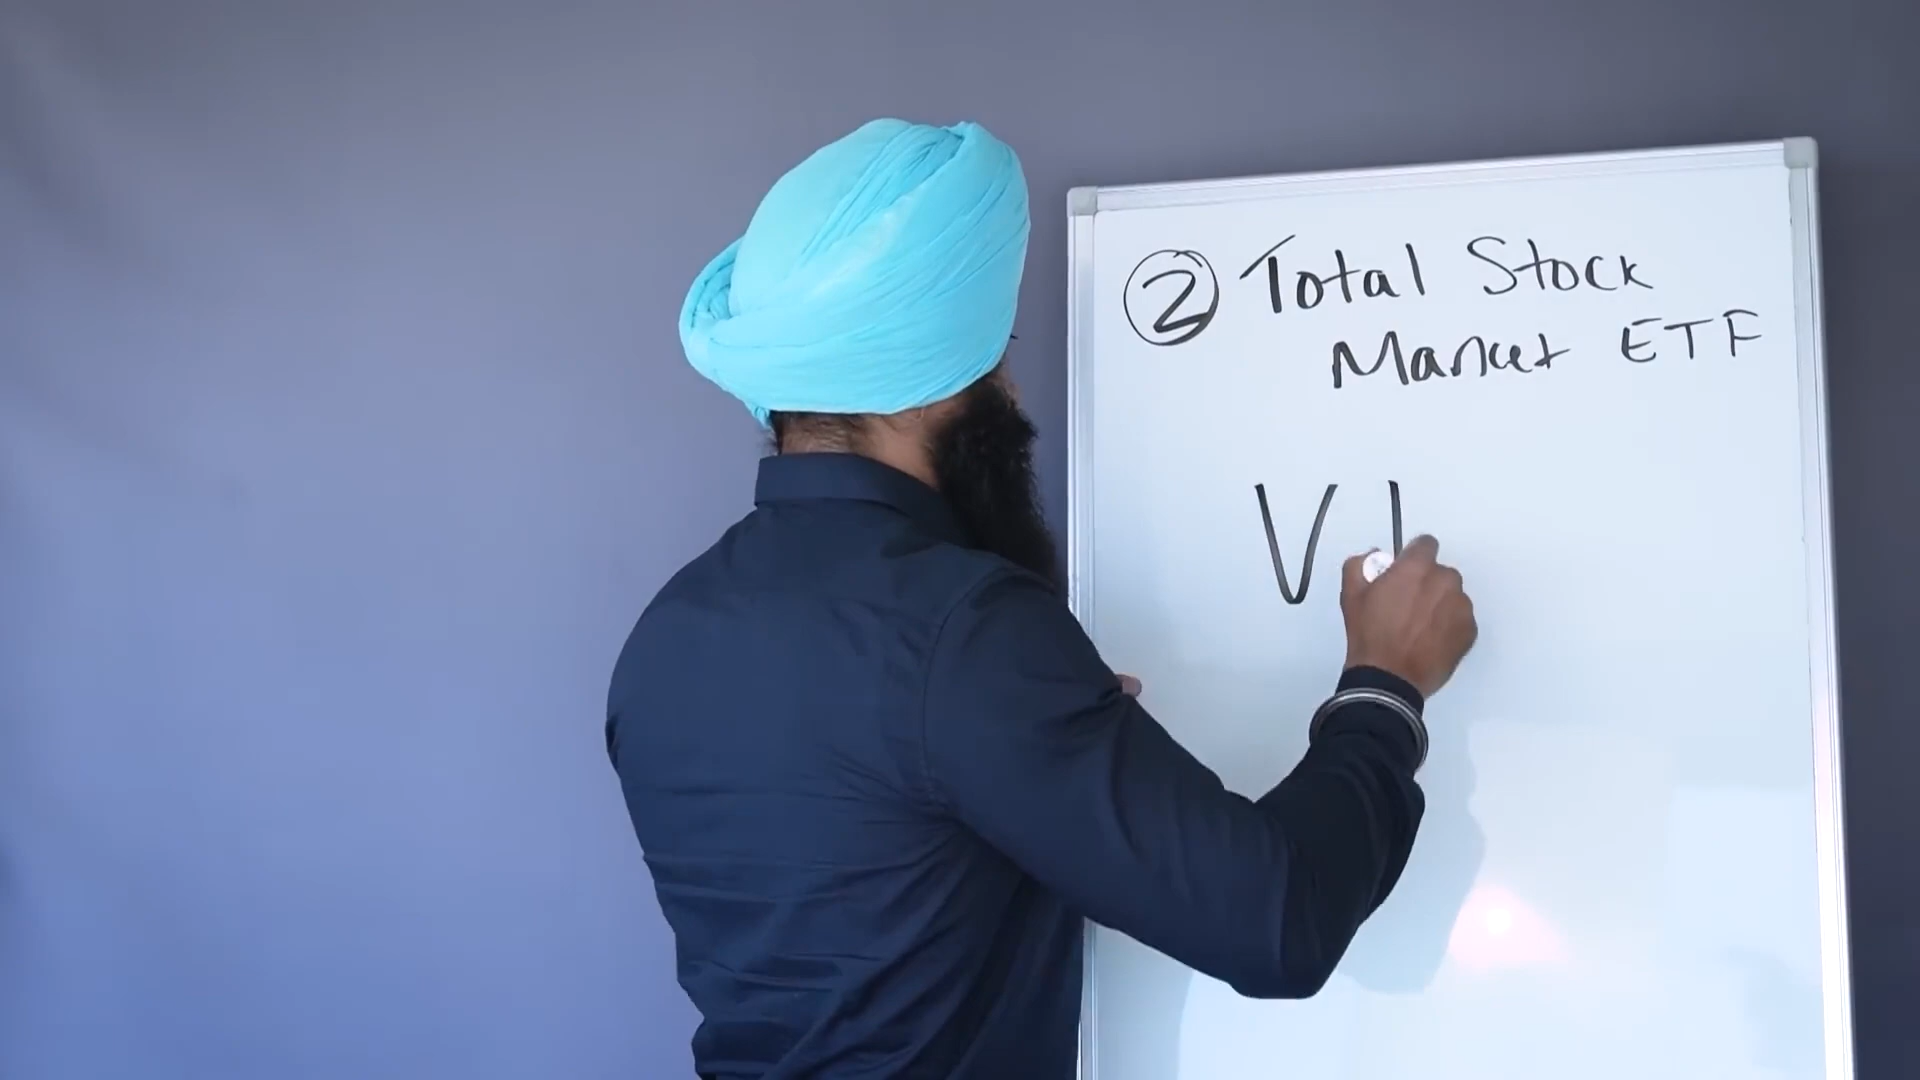 ② Total Stock
Market ETF
V